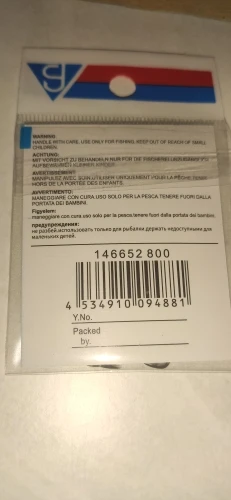 WARNING:
HANDLE WITH CARE, USE ONLY FOR FISHING KEEP OUT OF REACH OF SMALL
CHILDREN.
ACHTUNG:
MIT VORSICHT ZU BEHANDELN NUR FÜR DIE FISCHEREI
AUFBEWAHREN KLEINER KINDER.
AVERTISSEMENT:
MANIPULEZ AVEC SOIN UTILISER UNIQUEMENT POUR LA PÊCHE TENIR
HORS DE LA PORTÉE DES ENFANTS.
AVVERTIMENTO:
MANEGGIARE CON CURA USO SOLO PER LA PESCA TENERE FUORI DALLA
PORTATA DEI BAMBINI.
Figyelem:
maneggiare con cura uso solo per la pesca tenere fuori dalla portata dei bambini.
предупреждение:
не разбей.использовать только для рыбалки держать недоступными для
маленьких детей.
146652 800
4 534910 094881
Y.No.
Packed
by.